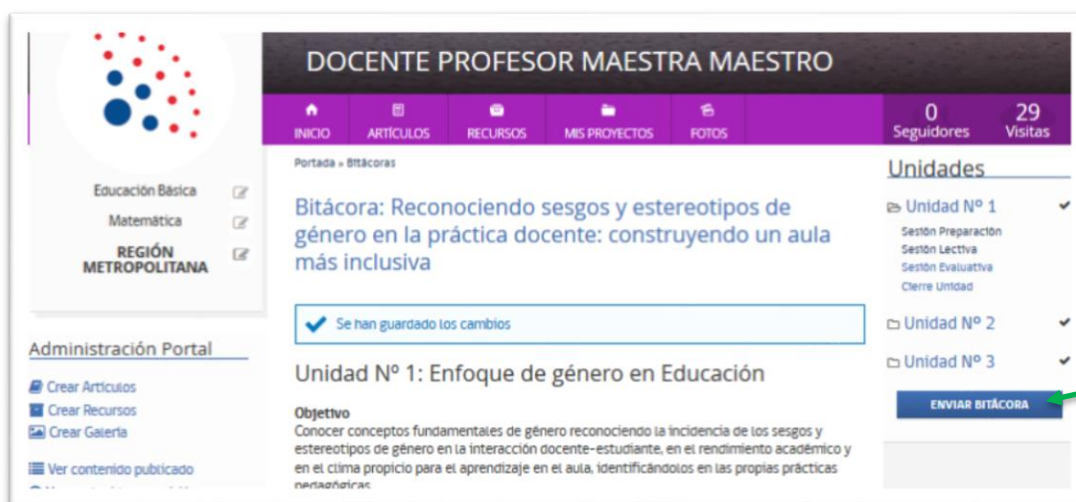 DOCENTE PROFESOR MAESTRA MAESTRO
INICIO
ARTÍCULOS
RECURSOS
MIS PROYECTOS
FOTOS
0
Seguidores
29
Visitas
Educación Básica
Matemática
REGIÓN
METROPOLITANA
Administración Portal
Crear Artículos
Crear Recursos
Crear Galería
Ver contenido publicado
Portada » Bitácoras
Bitácora: Reconociendo sesgos y estereotipos de
género en la práctica docente: construyendo un aula
más inclusiva
Se han guardado los cambios
Unidad Nº 1: Enfoque de género en Educación
Objetivo
Conocer conceptos fundamentales de género reconociendo la incidencia de los sesgos y
estereotipos de género en la interacción docente-estudiante, en el rendimiento académico y
en el clima propicio para el aprendizaje en el aula, identificándolos en las propias prácticas
pedagógicas
Unidades
Unidad Nº 1
Sesión Preparación
Sesión Lectiva
Sesión Evaluativa
Cierre Unidad
Unidad Nº 2
Unidad Nº 3
ENVIAR BITÁCORA